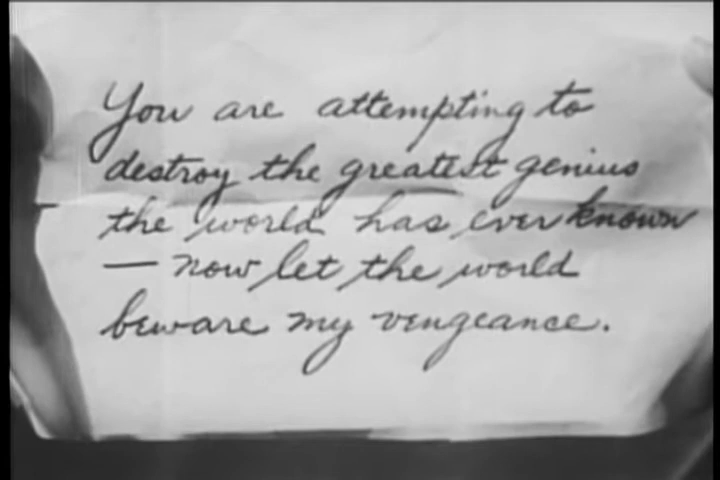 You are attempting to
destroy the greatest genius
the world has ever known
— now let the world
beware my vengeance.